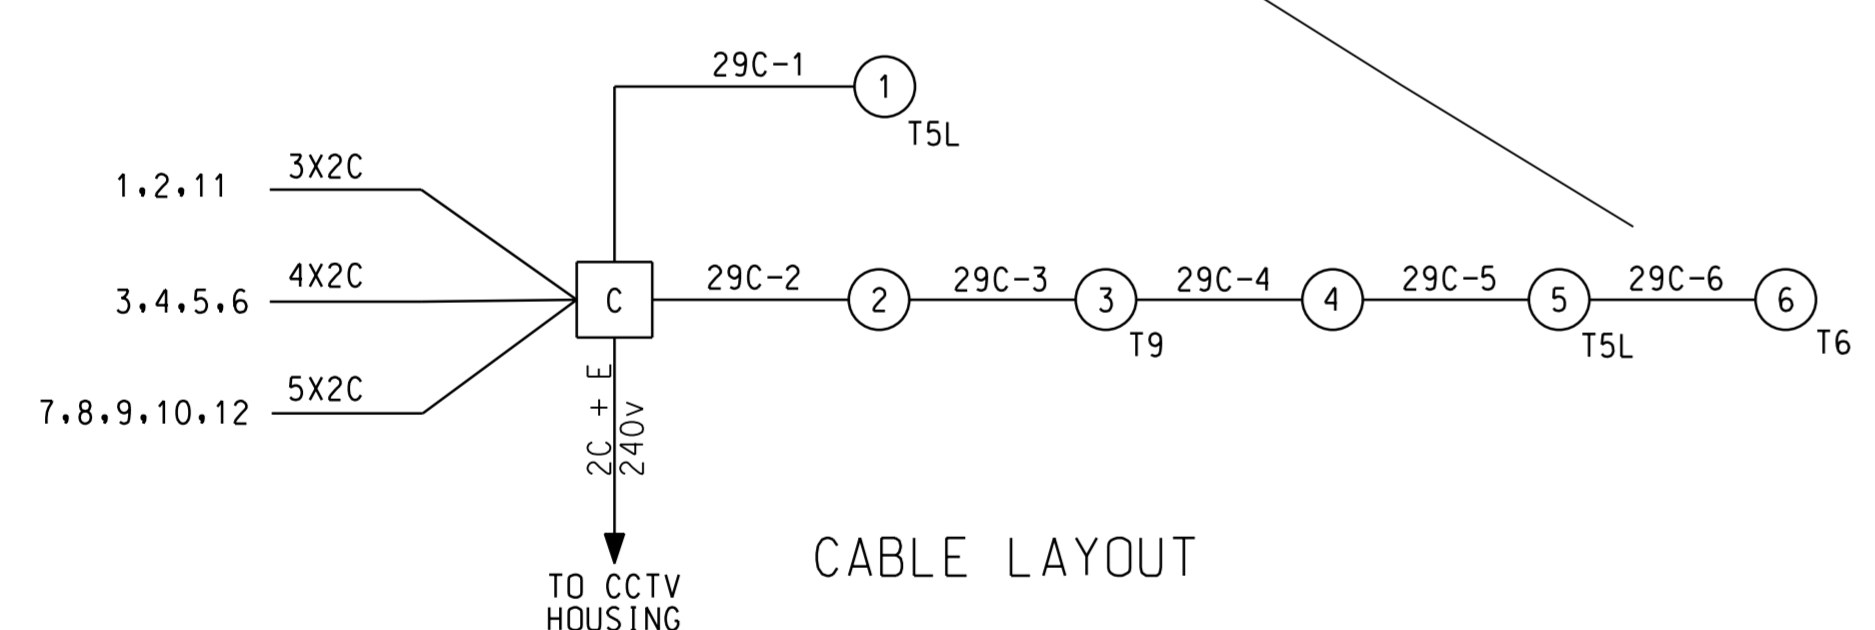 29C-1
1
T5L
3X2C
1,2,11
4X2C
3,4,5,6
C
29C-2
2
29C-3
3
T9
29C-4
4
29C-5
5
T5L
29C-6
6
T6
5X2C
7,8,9,10,12
2C + E
240v
TO CCTV
HOUSING
CABLE LAYOUT